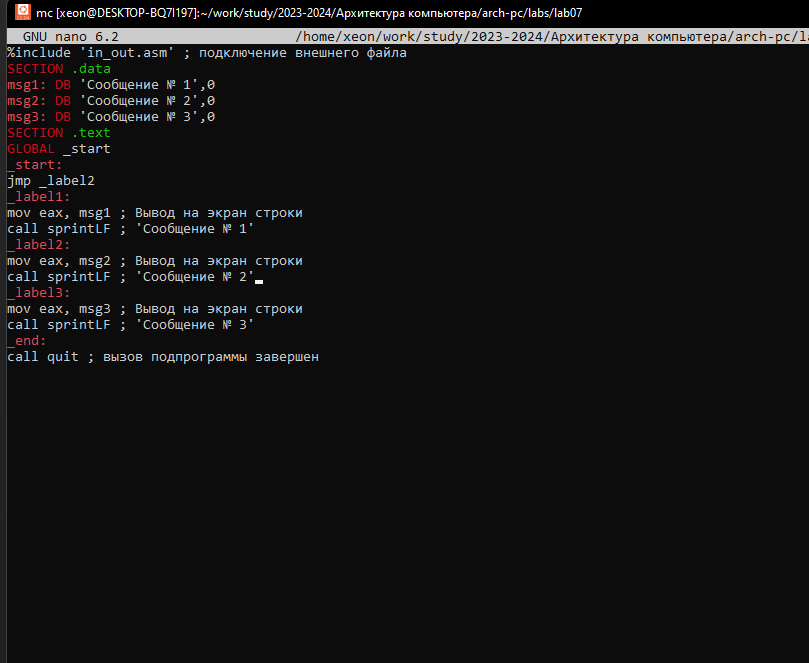 mc [xeon@DESKTOP-BQ7I197]:~/work/study/2023-2024/Архитектура компьютера/arch-pc/labs/lab07
GNU nano 6.2 /home/xeon/work/study/2023-2024/Архитектура компьютера/arch-pc/la
%include 'in_out.asm' ; подключение внешнего файла
SECTION .data
msg1: DB 'Сообщение № 1',0
msg2: DB 'Сообщение № 2',0
msg3: DB 'Сообщение № 3',0
SECTION .text
GLOBAL _start
_start:
jmp _label2
_label1:
mov eax, msg1 ; Вывод на экран строки
call sprintLF ; 'Сообщение № 1'
_label2:
mov eax, msg2 ; Вывод на экран строки
call sprintLF ; 'Сообщение № 2'
_label3:
mov eax, msg3 ; Вывод на экран строки
call sprintLF ; 'Сообщение № 3'
_end:
call quit ; вызов подпрограммы завершен